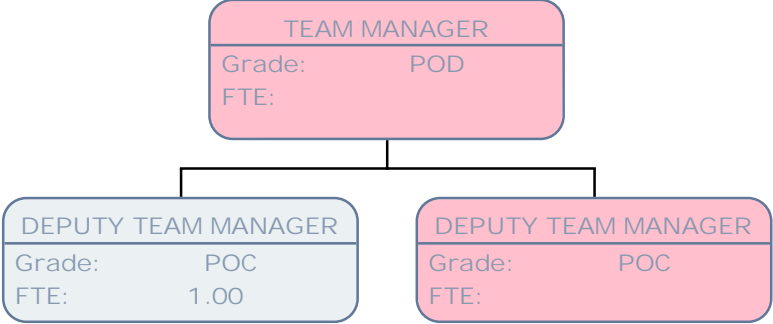 TEAM MANAGER
Grade: POD
FTE:
DEPUTY TEAM MANAGER
Grade: POC
FTE: 1.00
DEPUTY TEAM MANAGER
Grade: POC
FTE: